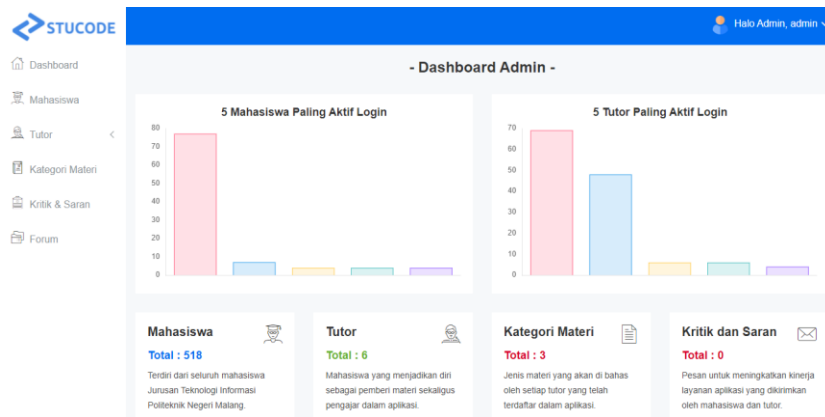 STUCODE
Halo Admin, admin
Dashboard
Mahasiswa
Tutor
Kategori Materi
Kritik & Saran
Forum
- Dashboard Admin -
5 Mahasiswa Paling Aktif Login
80
70
60
50
40
30
20
10
0
5 Tutor Paling Aktif Login
70
60
50
40
30
20
10
0
Mahasiswa
Total : 518
Terdiri dari seluruh mahasiswa
Jurusan Teknologi Informasi
Politeknik Negeri Malang.
Tutor
Total : 6
Mahasiswa yang menjadikan diri
sebagai pemberi materi sekaligus
pengajar dalam aplikasi.
Kategori Materi
Total : 3
Jenis materi yang akan di bahas
oleh setiap tutor yang telah
terdaftar dalam aplikasi.
Kritik dan Saran
Total : 0
Pesan untuk meningkatkan kinerja
layanan aplikasi yang dikirimkan
oleh mahasiswa dan tutor.